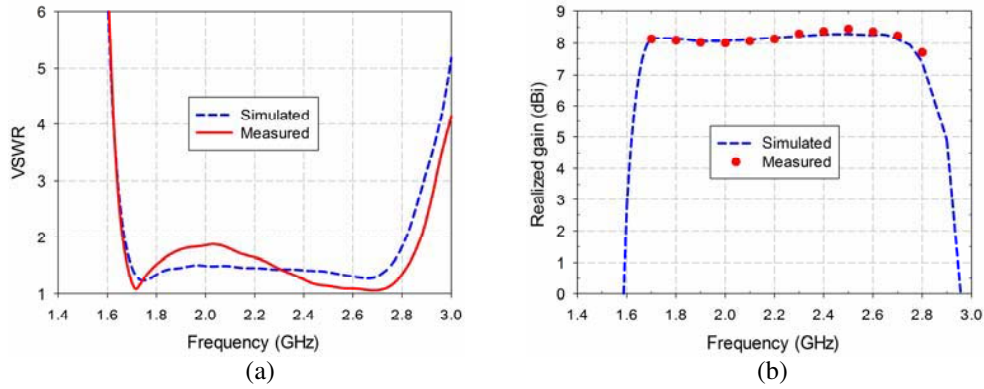 (a)
VSWR
6
5
4
3
2
1
Simulated
Measured
1.4 1.6 1.8 2.0 2.2 2.4 2.6 2.8 3.0
Frequency (GHz)
(a)
(b)
Realized gain (dBi)
9
8
7
6
5
4
3
2
1
0
Simulated
Measured
1.4 1.6 1.8 2.0 2.2 2.4 2.6 2.8 3.0
Frequency (GHz)
(b)